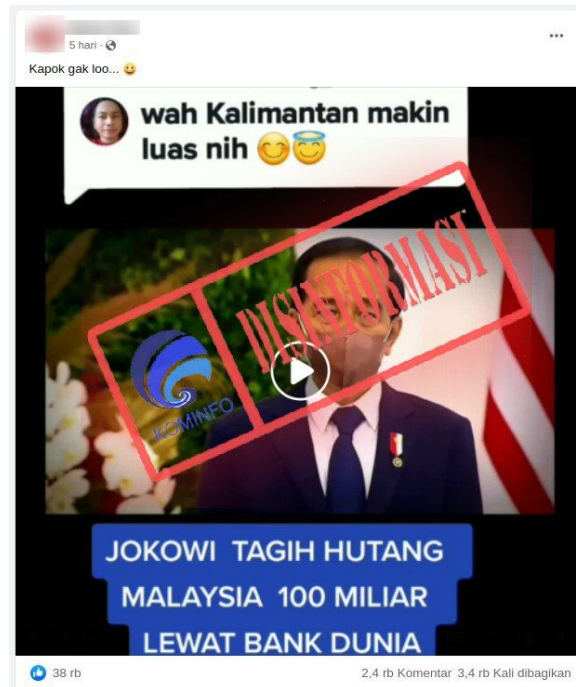 5 hari
Kapok gak loo...
wah Kalimantan makin
luas nih
DISINFORMASI
KOMINFO
JOKOWI TAGIH HUTANG
MALAYSIA 100 MILIAR
LEWAT BANK DUNIA
38 rb
2,4 rb Komentar 3,4 rb Kali dibagikan